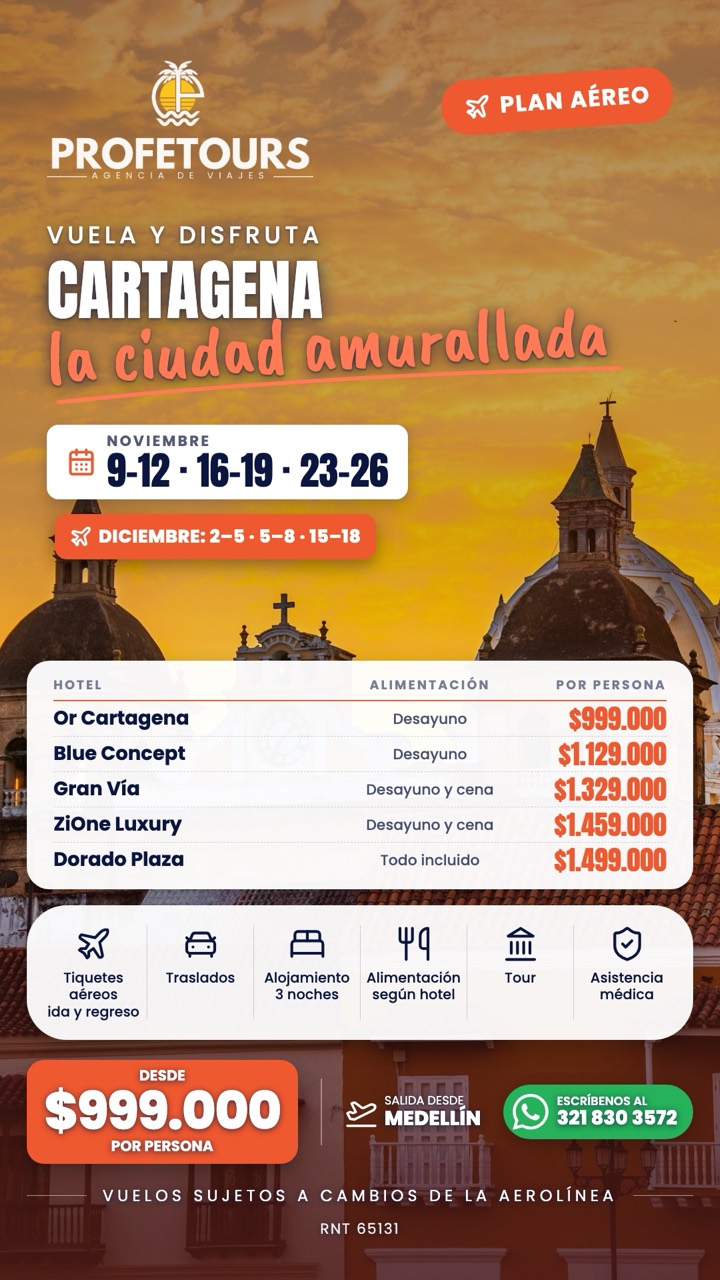 PLAN AÉREO
PROFETOURS
AGENCIA DE VIAJES
VUELA Y DISFRUTA
CARTAGENA
la ciudad amurallada
NOVIEMBRE
9-12 · 16-19 · 23-26
DICIEMBRE: 2–5 · 5–8 · 15–18
HOTEL ALIMENTACIÓN POR PERSONA
Or Cartagena Desayuno $999.000
Blue Concept Desayuno $1.129.000
Gran Vía Desayuno y cena $1.329.000
ZiOne Luxury Desayuno y cena $1.459.000
Dorado Plaza Todo incluido $1.499.000
Tiquetes
aéreos
ida y regreso
Traslados
Alojamiento
3 noches
Alimentación
según hotel
Tour
Asistencia
médica
DESDE
$999.000
POR PERSONA
SALIDA DESDE
MEDELLÍN
ESCRÍBENOS AL
321 830 3572
VUELOS SUJETOS A CAMBIOS DE LA AEROLÍNEA
RNT 65131